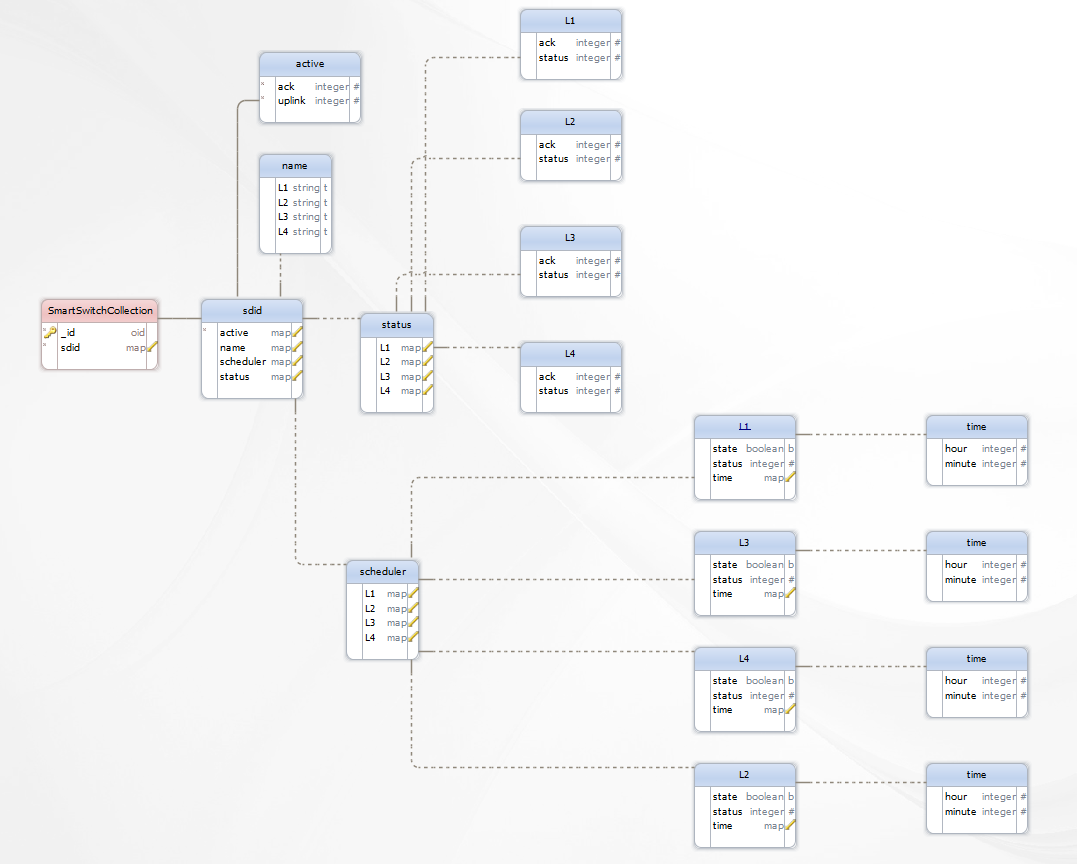 L1
ack integer #
status integer #
active
ack integer #
uplink integer #
L2
ack integer #
status integer #
name
L1 string t
L2 string t
L3 string t
L4 string t
L3
ack integer #
status integer #
SmartSwitchCollection
_id oid
sdid map
sdid
active map
name map
scheduler map
status map
status
L1 map
L2 map
L3 map
L4 map
L4
ack integer #
status integer #
L1
state boolean b
status integer #
time map
time
hour integer #
minute integer #
L3
state boolean b
status integer #
time map
time
hour integer #
minute integer #
scheduler
L1 map
L2 map
L3 map
L4 map
L4
state boolean b
status integer #
time map
time
hour integer #
minute integer #
L2
state boolean b
status integer #
time map
time
hour integer #
minute integer #